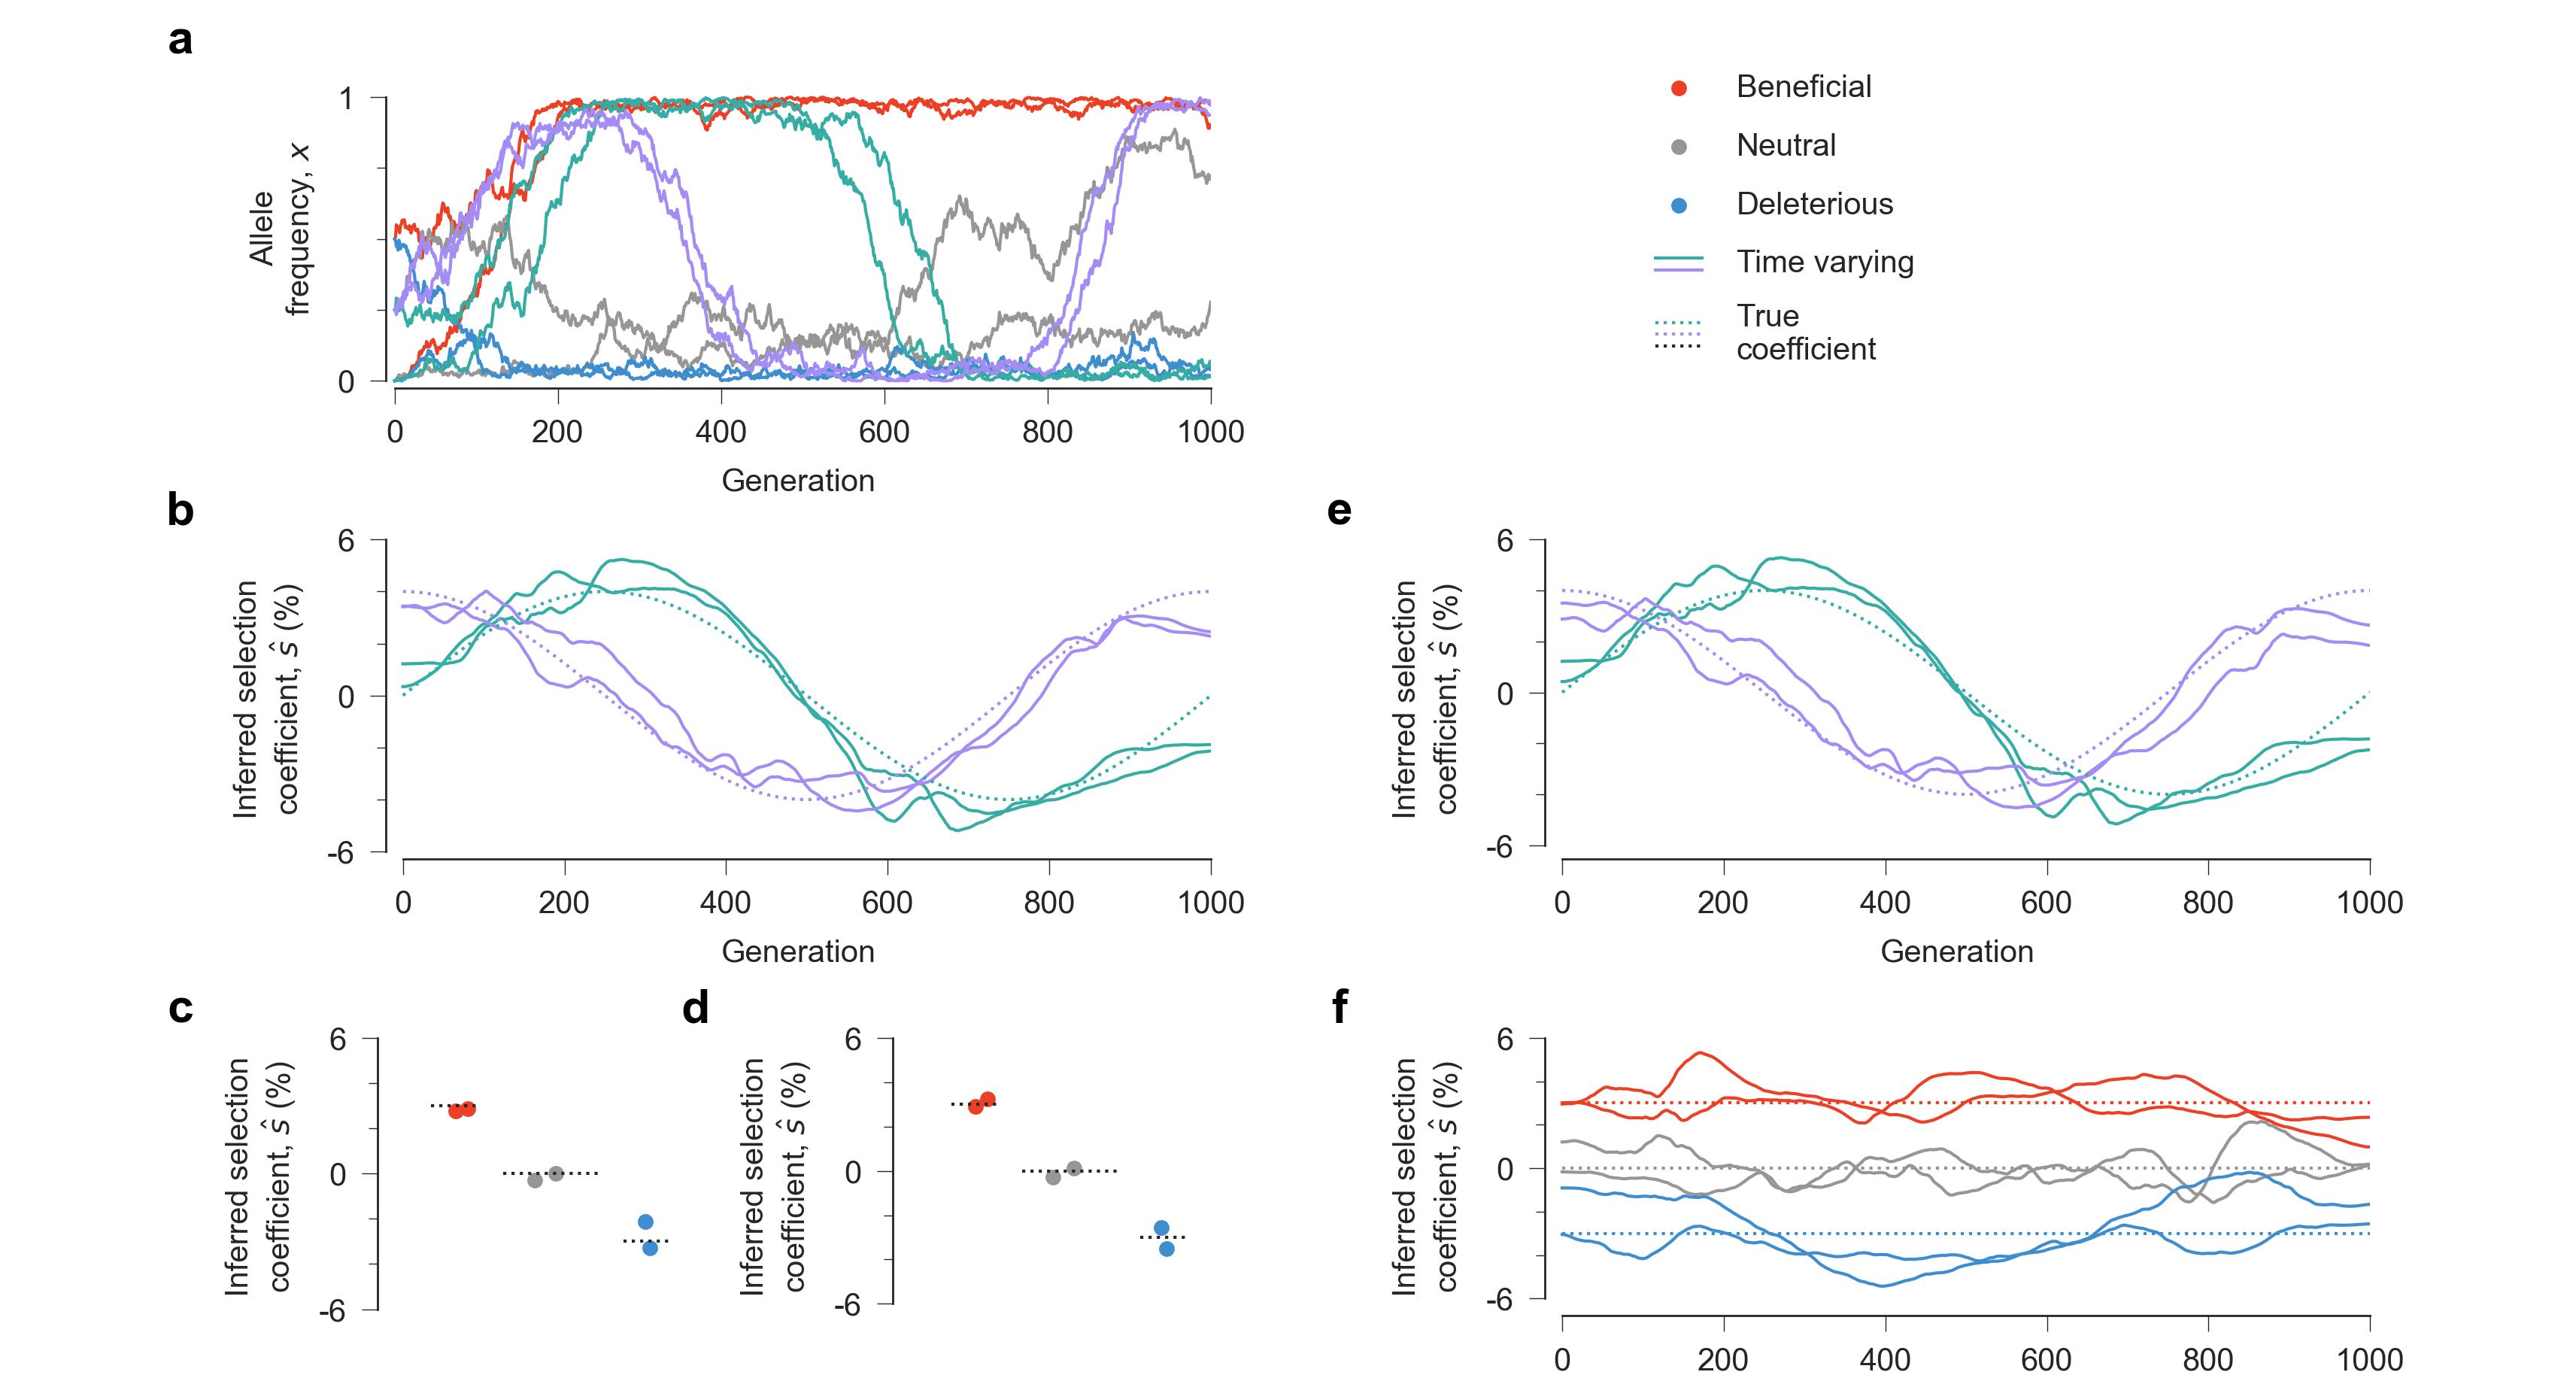 a
1
0
Allele
frequency, x
0 200 400 600 800 1000
Generation
Beneficial
Neutral
Deleterious
Time varying
True
coefficient
b
6
0
-6
Inferred selection
coefficient, ŝ (%)
0 200 400 600 800 1000
Generation
e
6
0
-6
Inferred selection
coefficient, ŝ (%)
0 200 400 600 800 1000
Generation
c
6
0
-6
Inferred selection
coefficient, ŝ (%)
d
6
0
-6
Inferred selection
coefficient, ŝ (%)
f
6
0
-6
Inferred selection
coefficient, ŝ (%)
0 200 400 600 800 1000